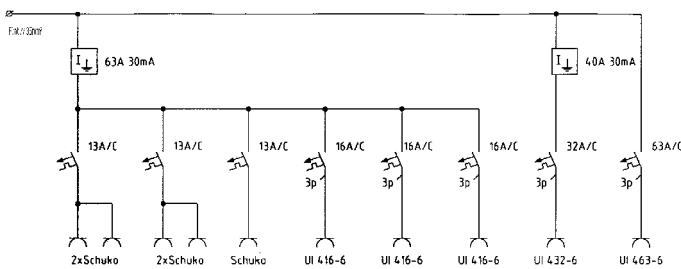 63A 30mA
40A 30mA
13A/C
13A/C
13A/C
16A/C
16A/C
16A/C
32A/C
63A/C
3p
3p
3p
3p
3p
2xSchuko
2xSchuko
Schuko
UI 416-6
UI 416-6
UI 416-6
UI 432-6
UI 463-6